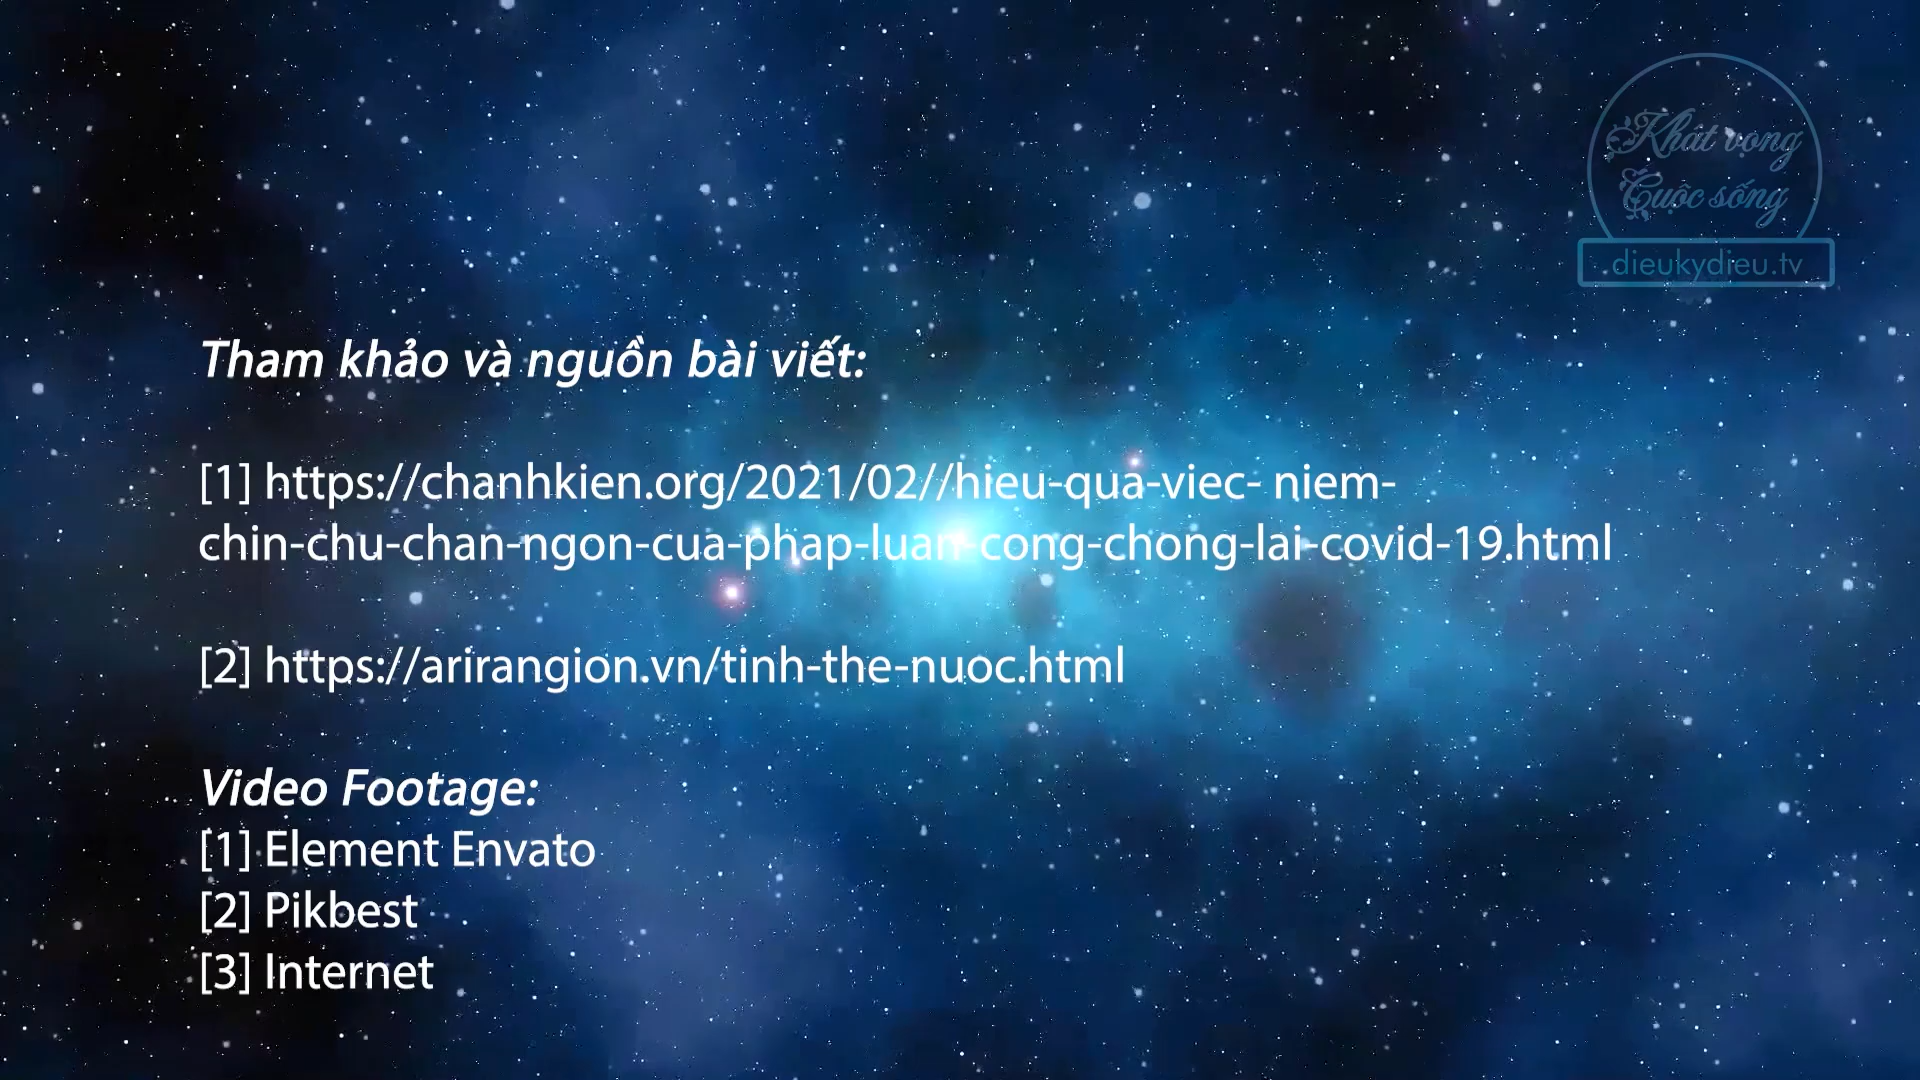 Khát vọng
Cuộc sống
dieukydieu.tv
Tham khảo và nguồn bài viết:
[1] https://chanhkien.org/2021/02//hieu-qua-viec- niem-
chin-chu-chan-ngon-cua-phap-luan-cong-chong-lai-covid-19.html
[2] https://arirangion.vn/tinh-the-nuoc.html
Video Footage:
[1] Element Envato
[2] Pikbest
[3] Internet